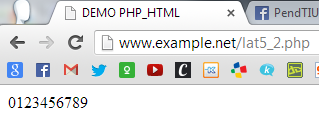 DEMO PHP_HTML
PendTIU
www.example.net/lat5_2.php
0123456789